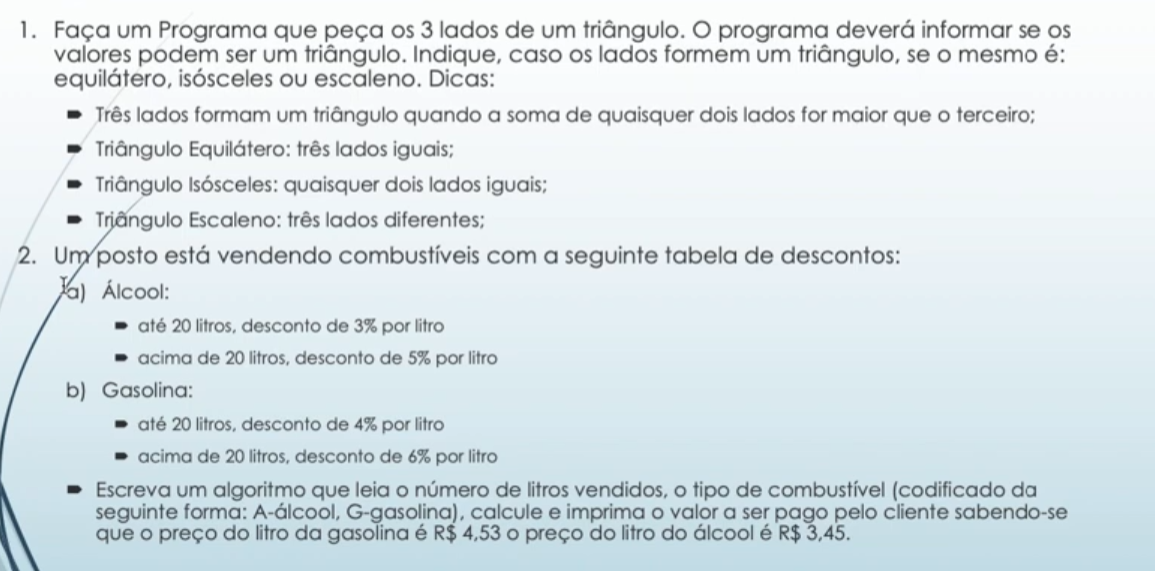 1. Faça um Programa que peça os 3 lados de um triângulo. O programa deverá informar se os
valores podem ser um triângulo. Indique, caso os lados formem um triângulo, se o mesmo é:
equilátero, isósceles ou escaleno. Dicas:
Três lados formam um triângulo quando a soma de quaisquer dois lados for maior que o terceiro;
Triângulo Equilátero: três lados iguais;
Triângulo Isósceles: quaisquer dois lados iguais;
Triângulo Escaleno: três lados diferentes;
2. Um posto está vendendo combustíveis com a seguinte tabela de descontos:
a) Álcool:
até 20 litros, desconto de 3% por litro
acima de 20 litros, desconto de 5% por litro
b) Gasolina:
até 20 litros, desconto de 4% por litro
acima de 20 litros, desconto de 6% por litro
Escreva um algoritmo que leia o número de litros vendidos, o tipo de combustível (codificado da
seguinte forma: A-álcool, G-gasolina), calcule e imprima o valor a ser pago pelo cliente sabendo-se
que o preço do litro da gasolina é R$ 4,53 o preço do litro do álcool é R$ 3,45.